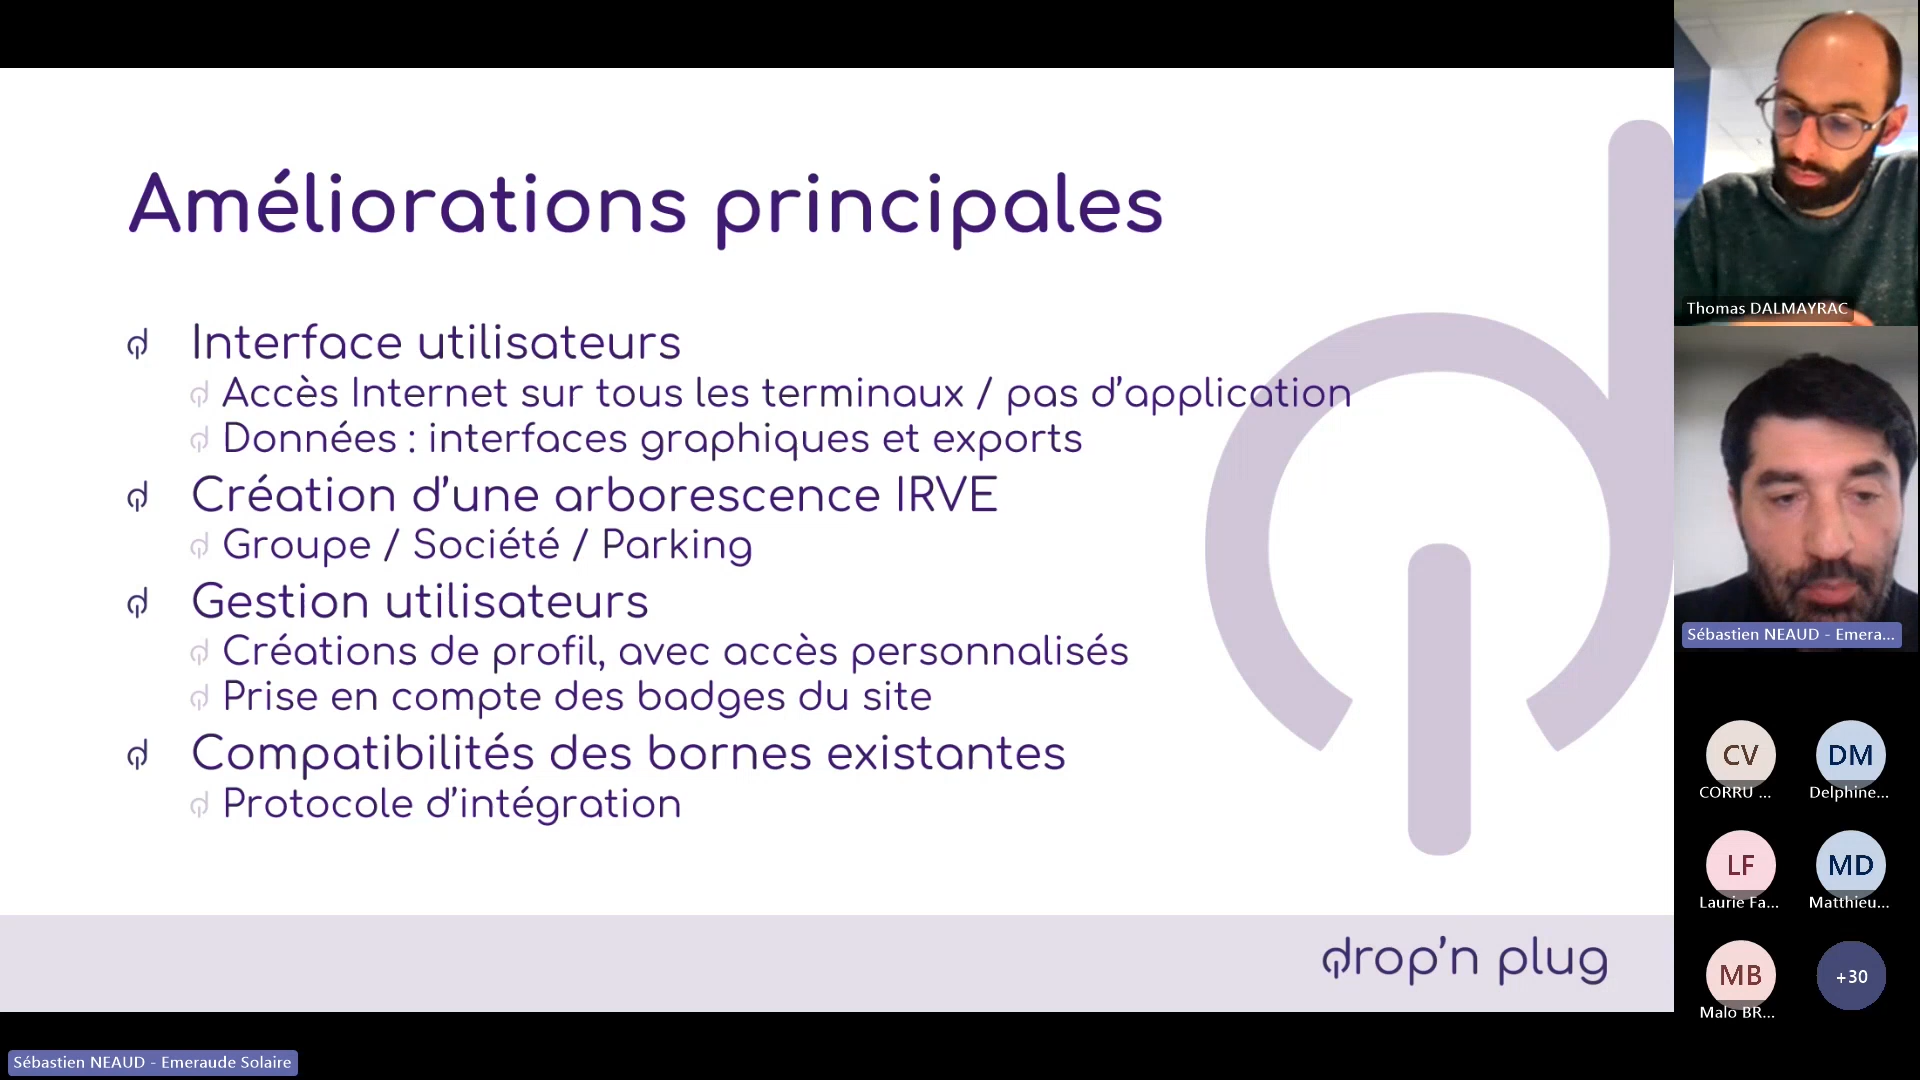 Améliorations principales
Interface utilisateurs
Accès Internet sur tous les terminaux / pas d’application
Données : interfaces graphiques et exports
Création d’une arborescence IRVE
Groupe / Société / Parking
Gestion utilisateurs
Créations de profil, avec accès personnalisés
Prise en compte des badges du site
Compatibilités des bornes existantes
Protocole d’intégration
drop’n plug
Sébastien NEAUD - Emeraude Solaire
Thomas DALMAYRAC
Sébastien NEAUD - Emera...
CV
CORRU ...
DM
Delphine...
LF
Laurie Fa...
MD
Matthieu...
MB
Malo BR...
+30